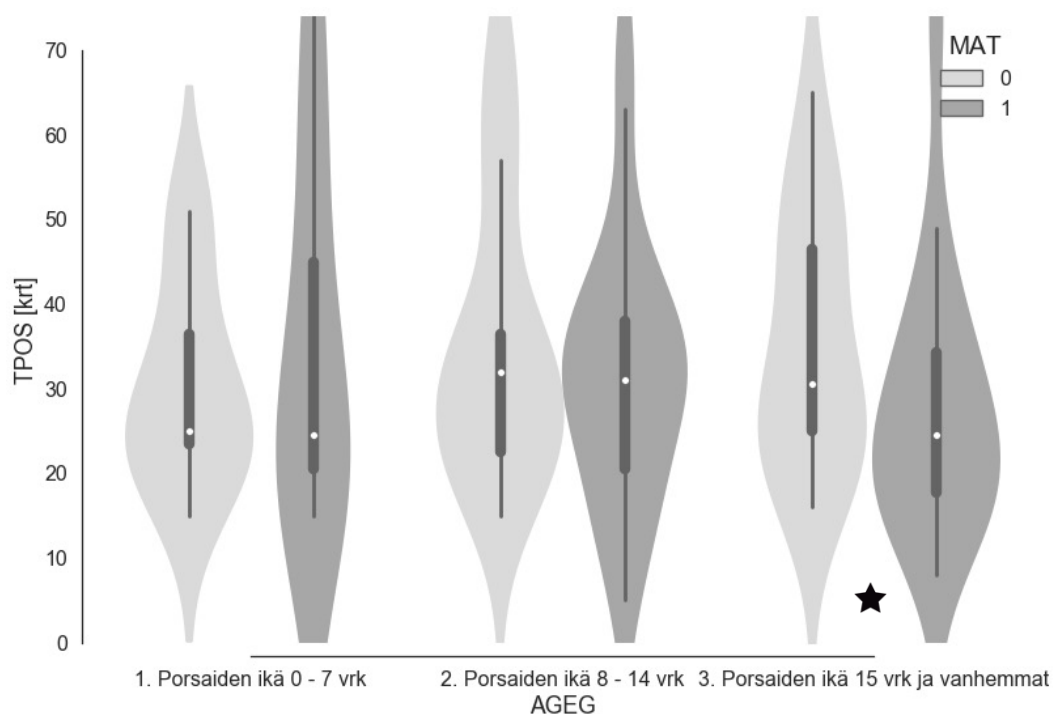 MAT
0
1
70
60
50
40
30
20
10
0
TPOS [krt]
1. Porsaiden ikä 0 - 7 vrk
2. Porsaiden ikä 8 - 14 vrk
3. Porsaiden ikä 15 vrk ja vanhemmat
AGEG